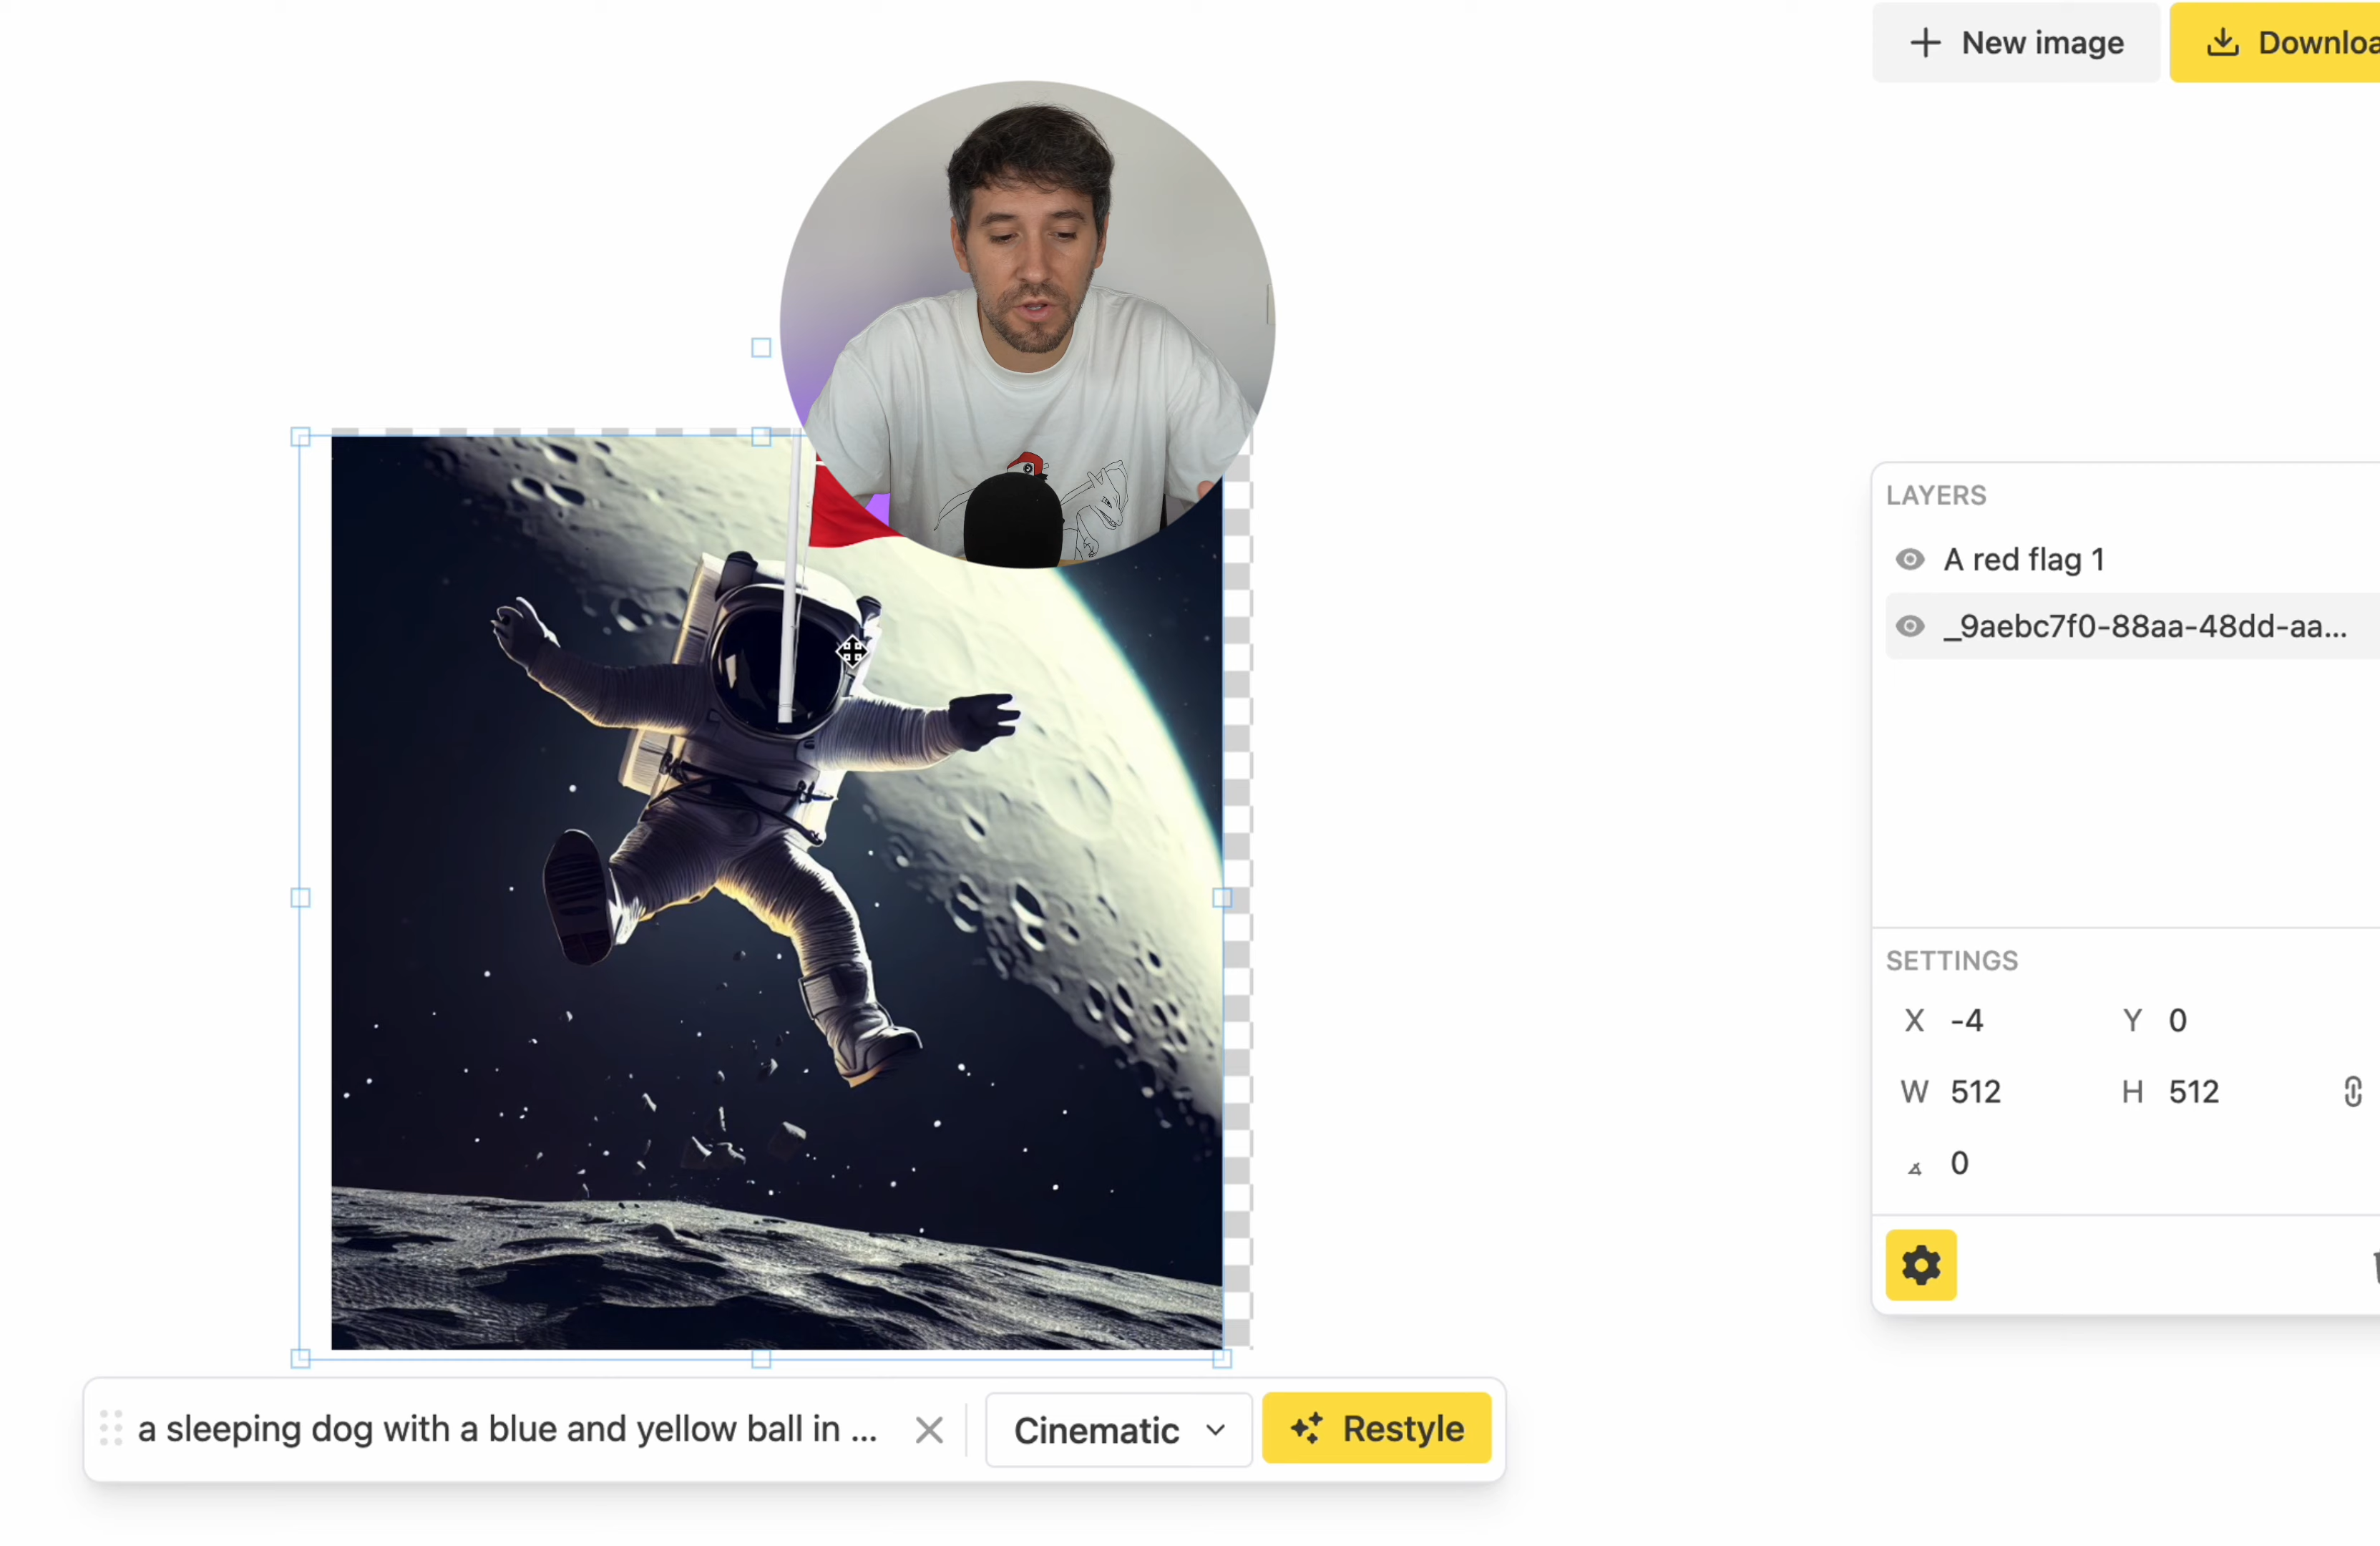 New image
LAYERS
A red flag 1
_9aebc7f0-88aa-48dd-aa...
SETTINGS
X -4 Y 0
W 512 H 512
0
a sleeping dog with a blue and yellow ball in ...
Cinematic
Restyle